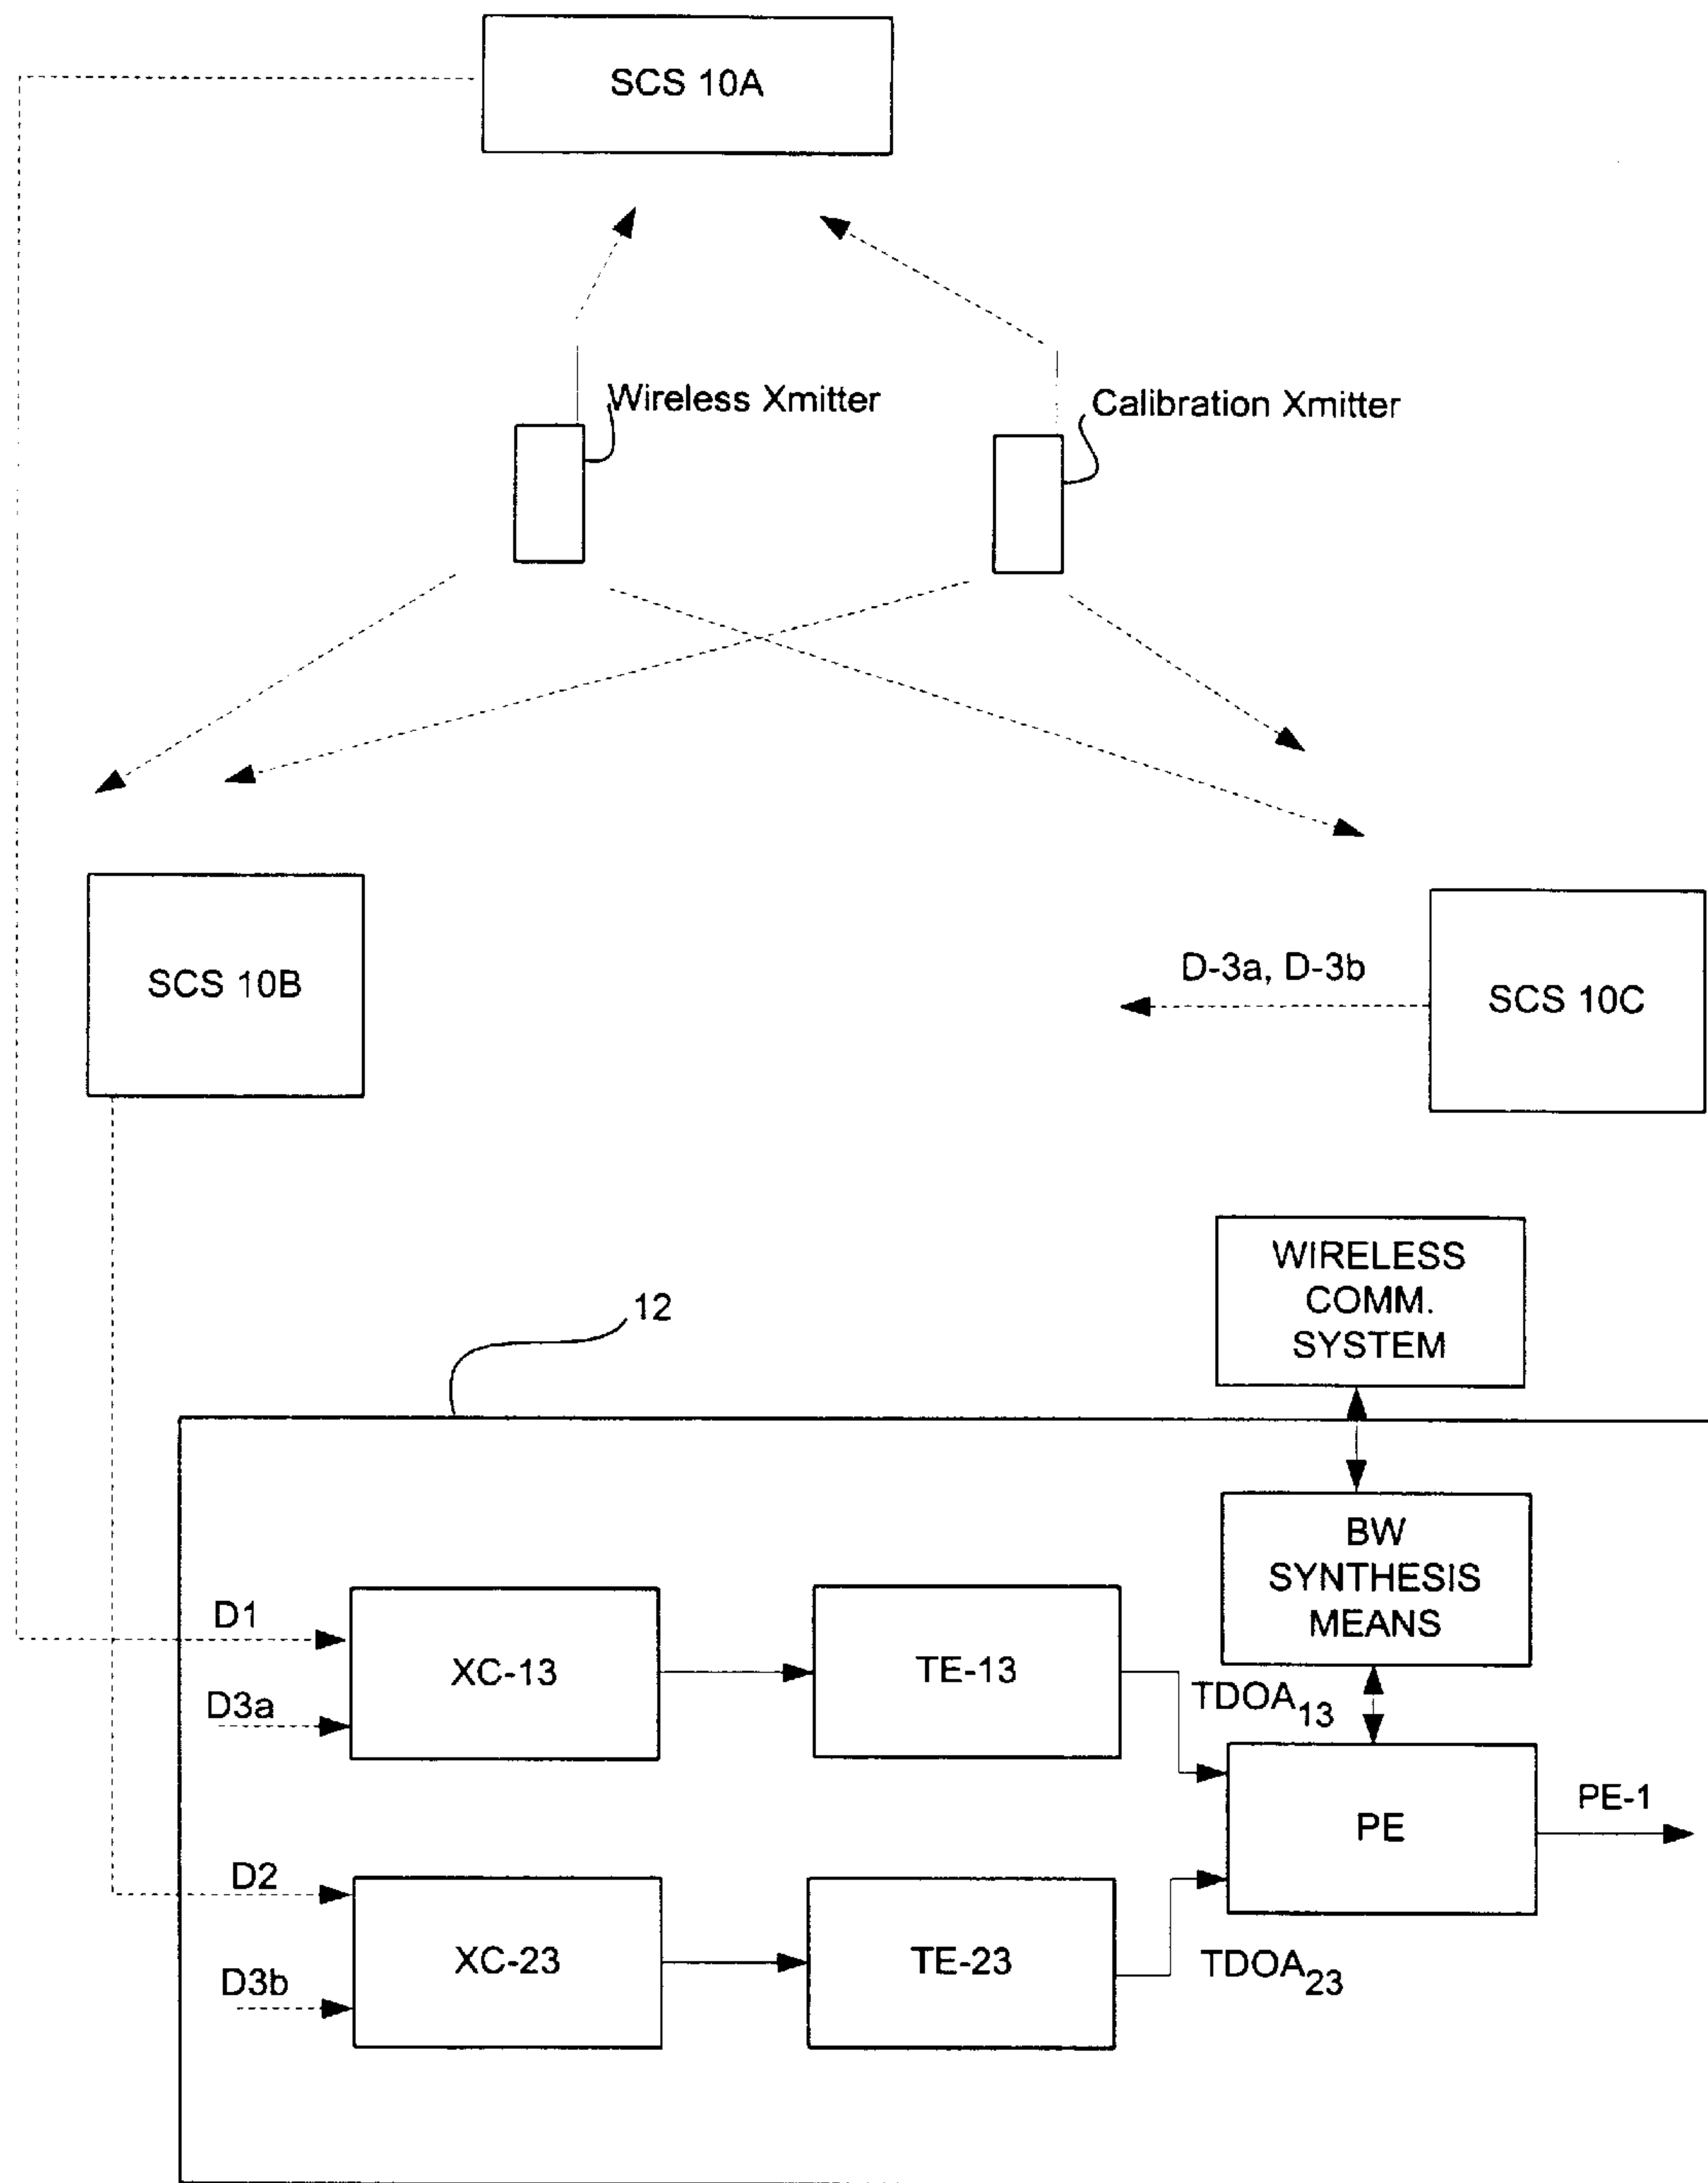 SCS 10A
Wireless Xmitter
Calibration Xmitter
SCS 10B
D-3a, D-3b
SCS 10C
WIRELESS
COMM.
SYSTEM
12
BW
SYNTHESIS
MEANS
D1
XC-13
TE-13
TDOA13
D3a
PE-1
PE
D2
XC-23
TE-23
TDOA23
D3b